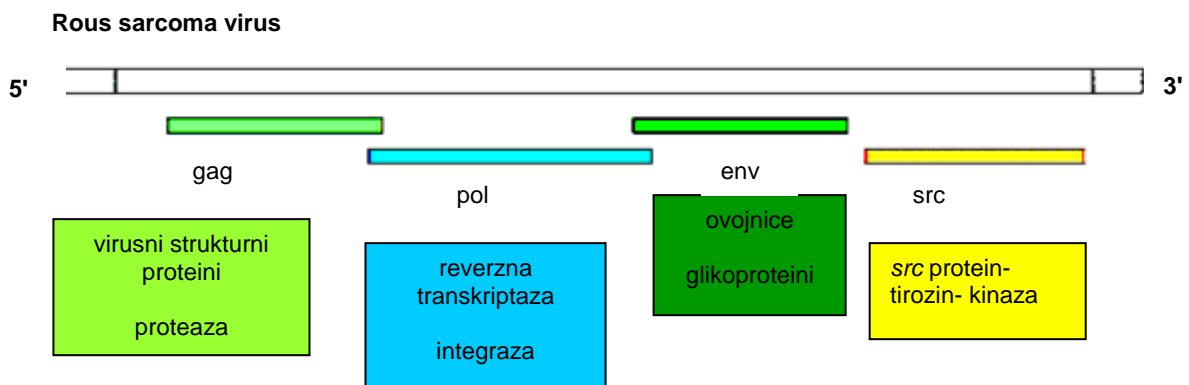 Rous sarcoma virus
5'
3'
gag
pol
env
src
virusni strukturni
proteini
proteaza
reverzna
transkriptaza
integraza
ovojnice
glikoproteini
src protein-
tirozin- kinaza